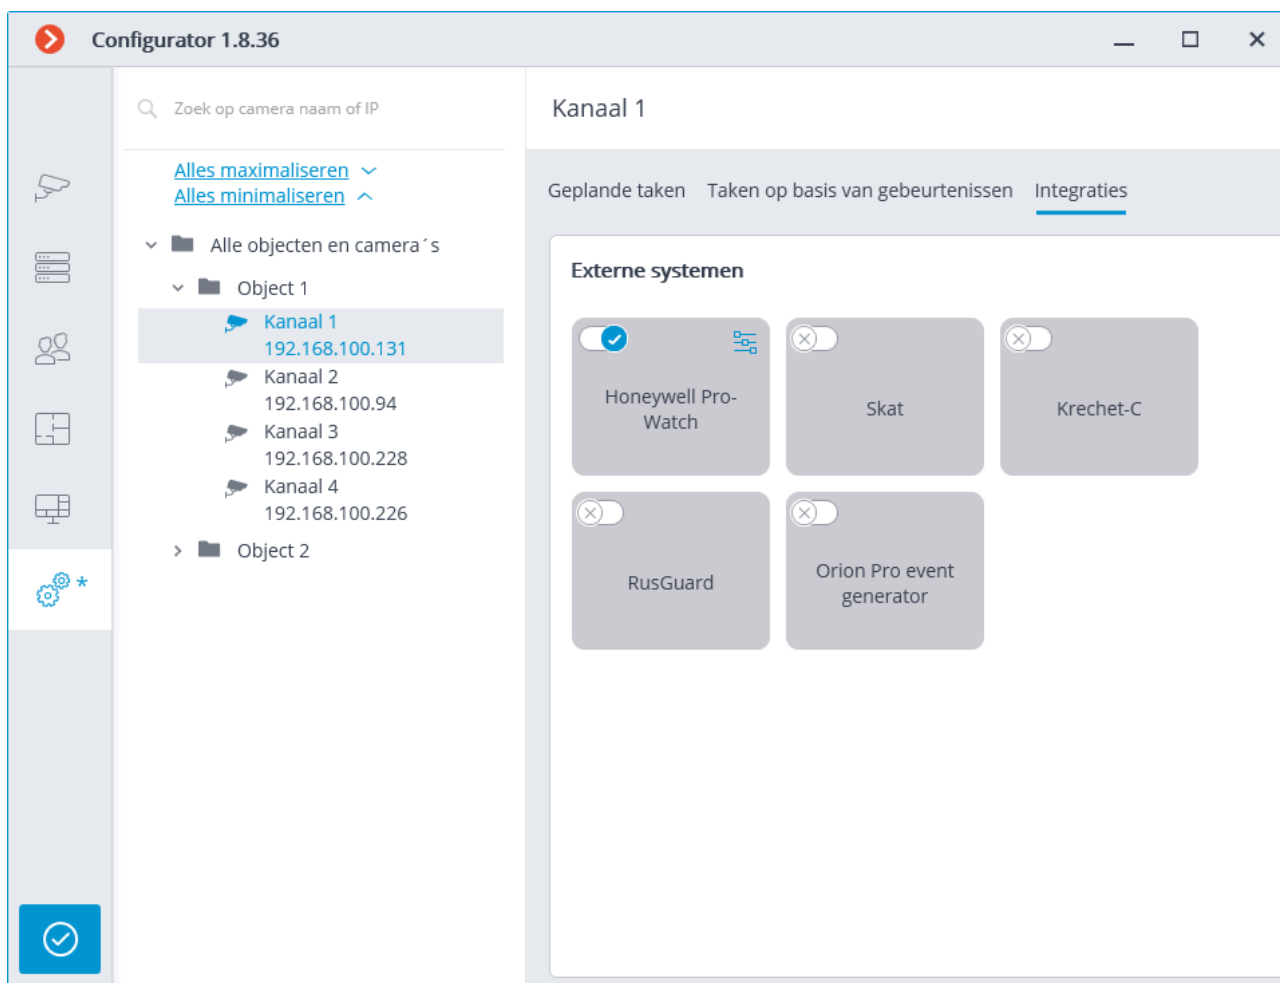 Configurator 1.8.36
Zoek op camera naam of IP
Alles maximaliseren
Alles minimaliseren
Alle objecten en camera´s
Object 1
Kanaal 1
192.168.100.131
Kanaal 2
192.168.100.94
Kanaal 3
192.168.100.228
Kanaal 4
192.168.100.226
Object 2
Kanaal 1
Geplande taken Taken op basis van gebeurtenissen Integraties
Externe systemen
Honeywell Pro-
Watch
Skat
Krechet-C
RusGuard
Orion Pro event
generator